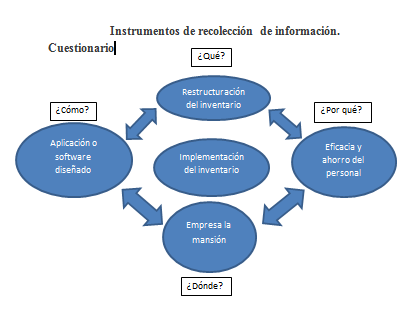 Instrumentos de recolección de información.
Cuestionario
¿Qué?
Restructuración
del inventario
¿Cómo?
¿Por qué?
Aplicación o
software
diseñado
Implementación
del inventario
Eficacia y
ahorro del
personal
Empresa la
mansión
¿Dónde?